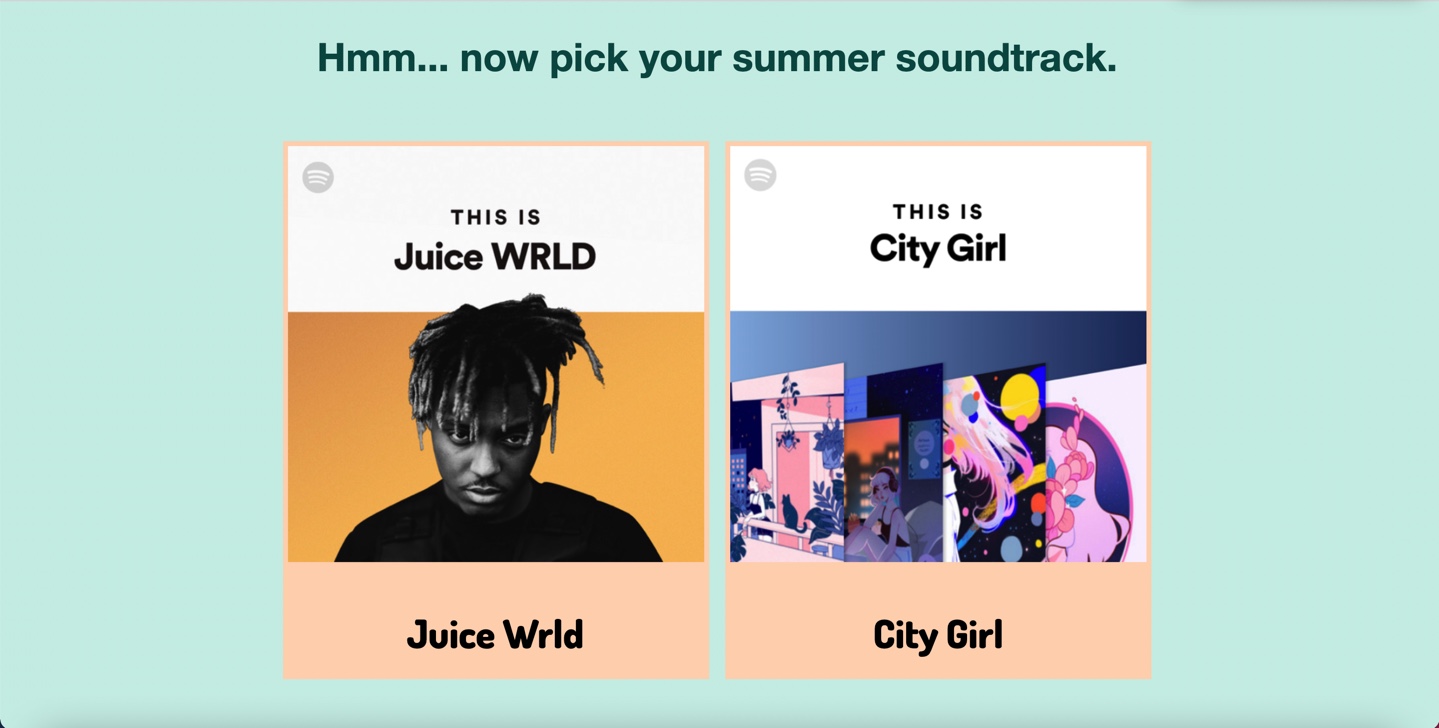 Hmm... now pick your summer soundtrack.
THIS IS
Juice WRLD
Juice Wrld
THIS IS
City Girl
City Girl